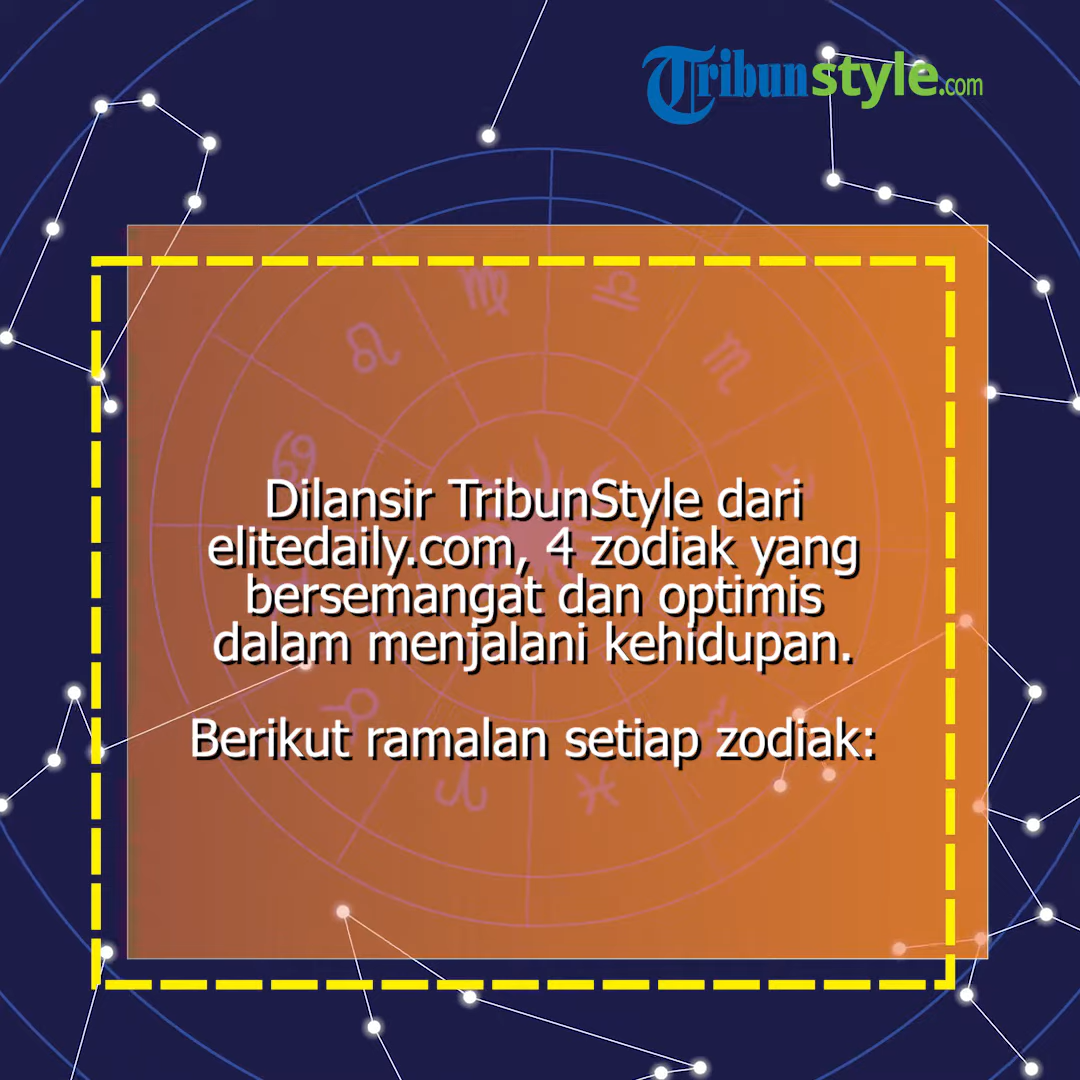 Tribunstyle.com
Dilansir TribunStyle dari
elitedaily.com, 4 zodiak yang
bersemangat dan optimis
dalam menjalani kehidupan.
Berikut ramalan setiap zodiak: